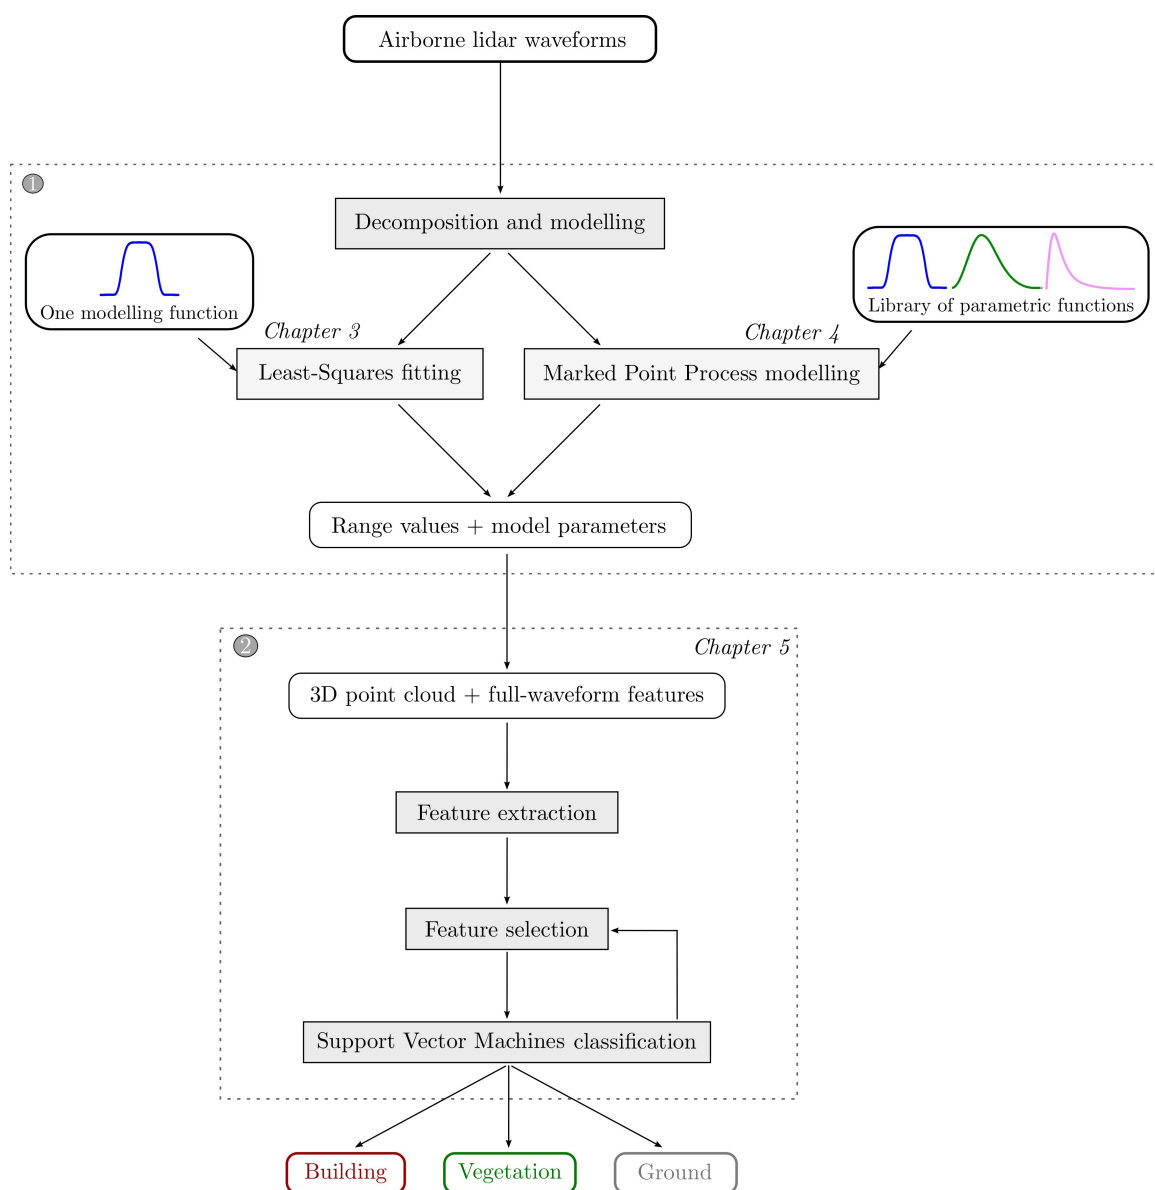 Airborne lidar waveforms
1
Decomposition and modelling
One modelling function
Library of parametric functions
Chapter 3
Chapter 4
Least-Squares fitting
Marked Point Process modelling
Range values + model parameters
2
Chapter 5
3D point cloud + full-waveform features
Feature extraction
Feature selection
Support Vector Machines classification
Building
Vegetation
Ground